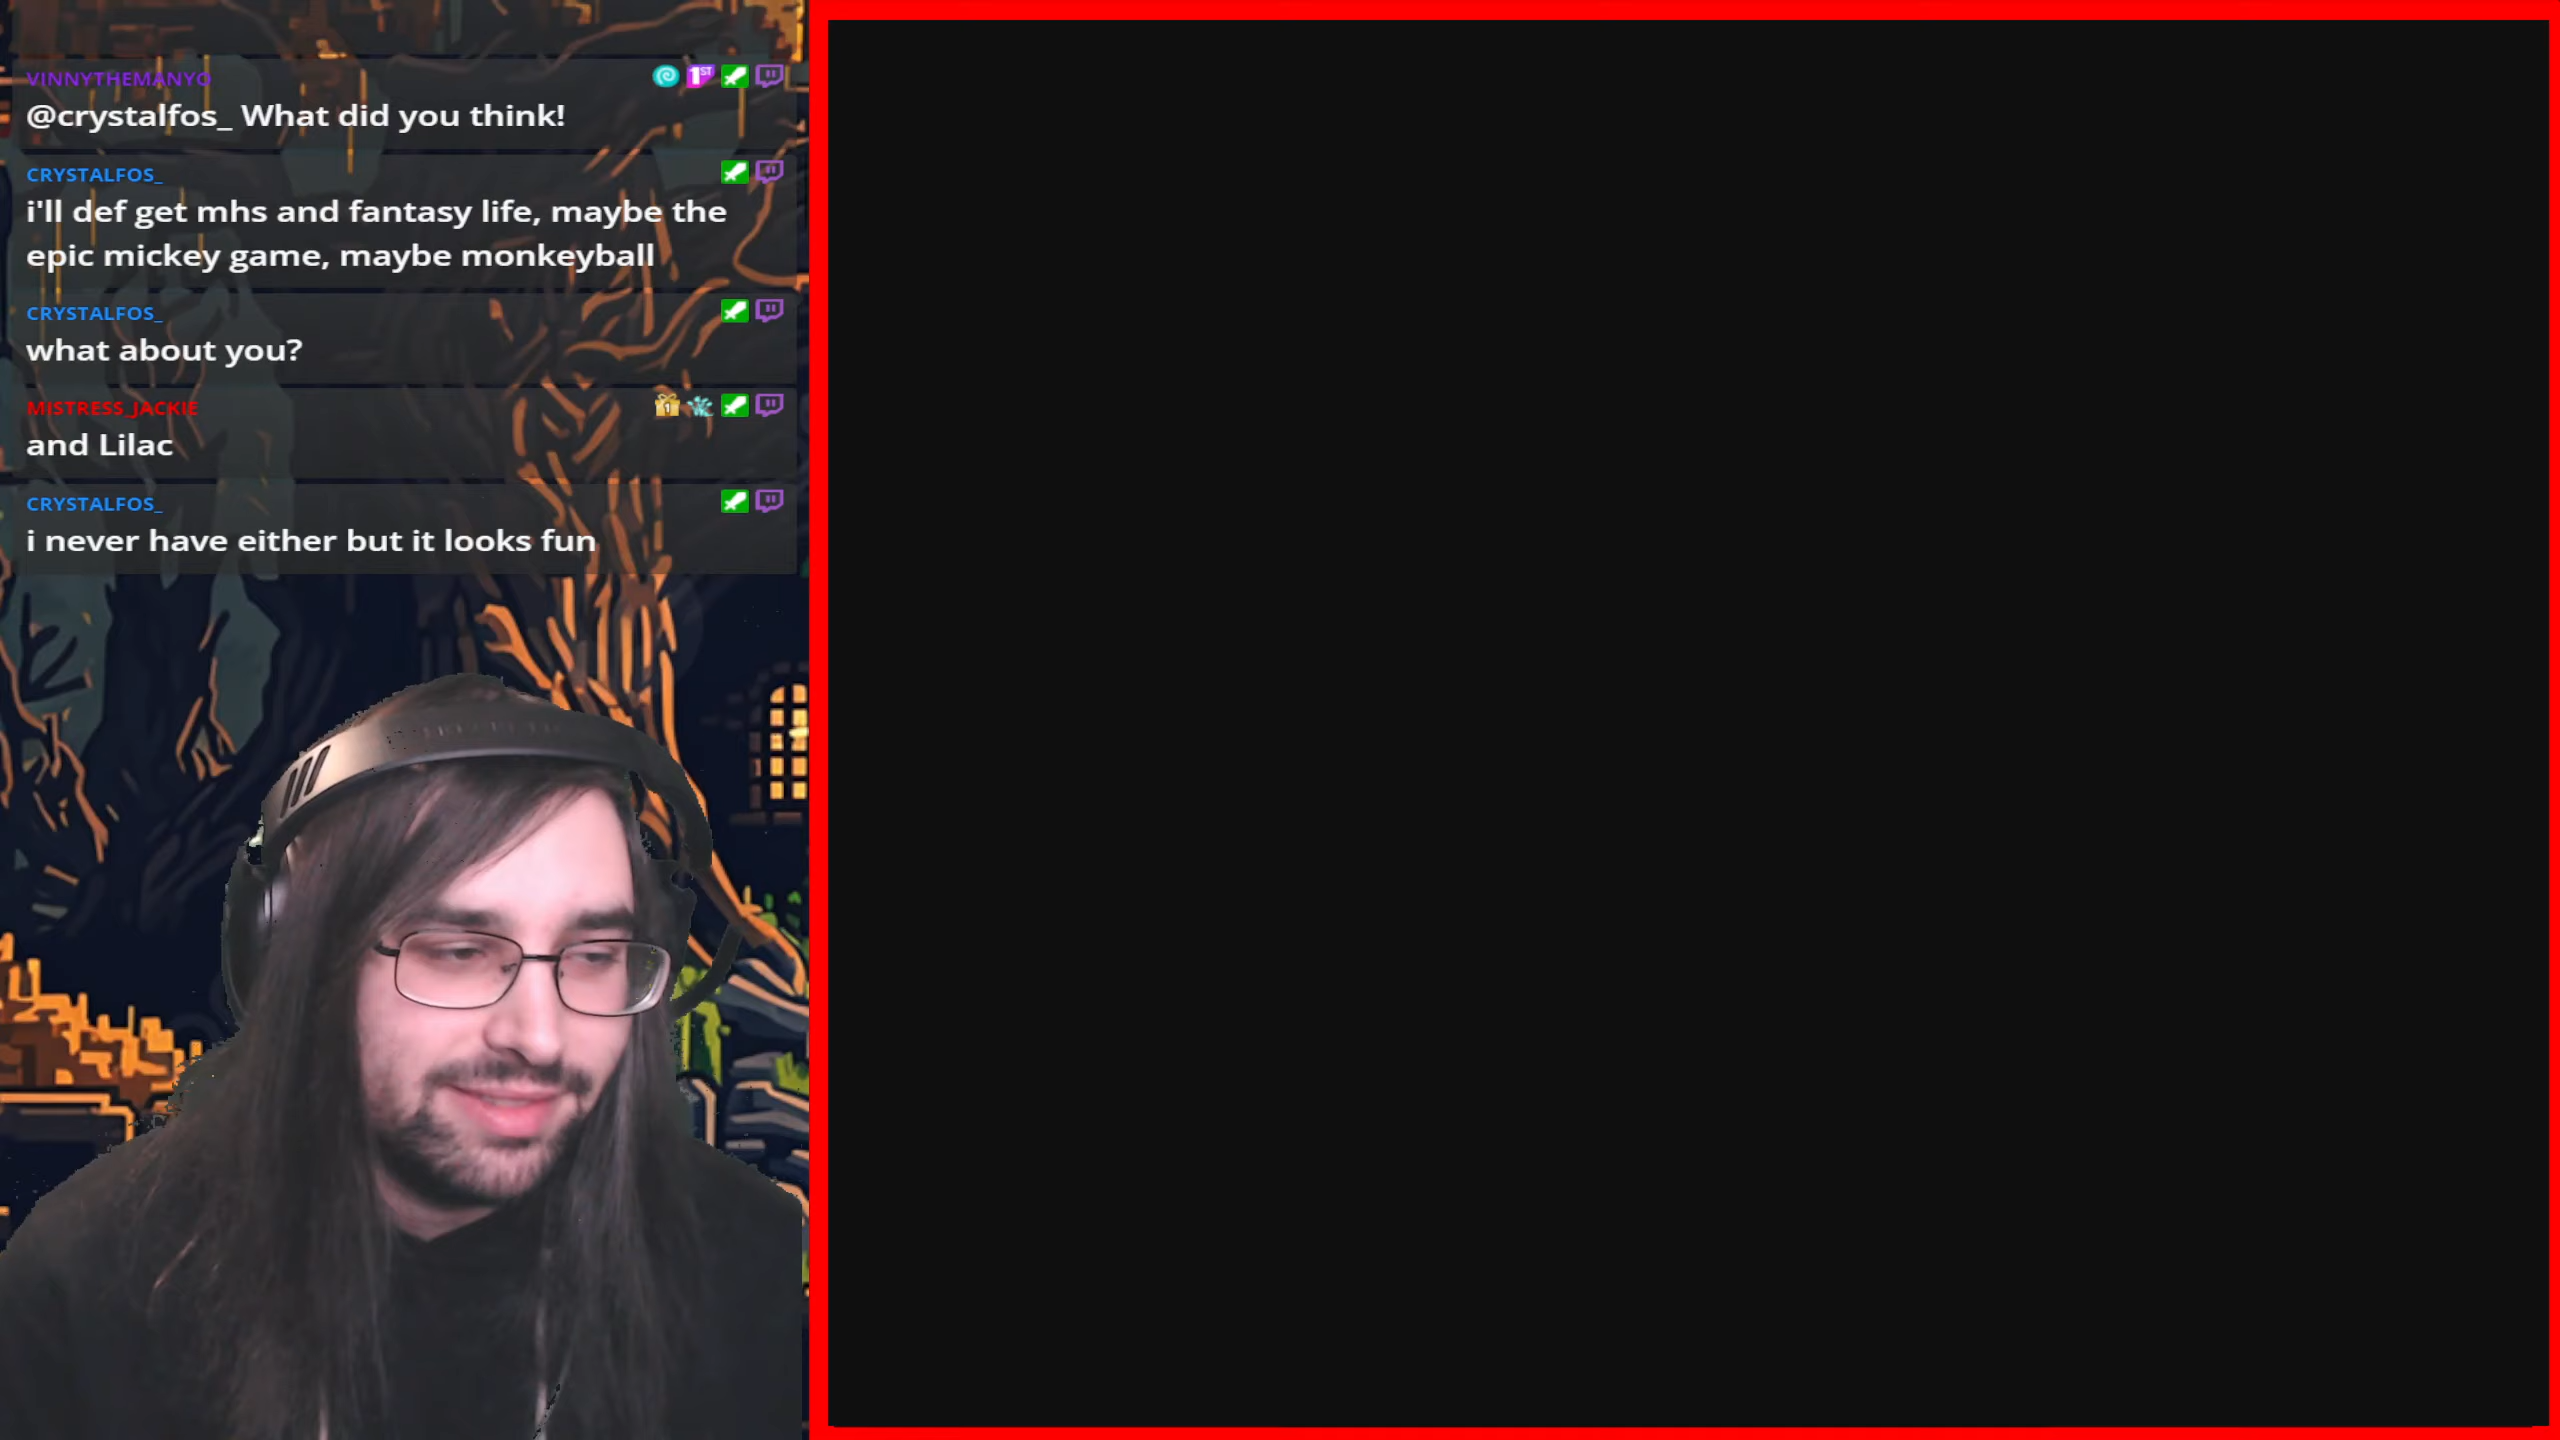 VINNYTHEMANYO
@crystalfos_ What did you think!
CRYSTALFOS_
i'll def get mhs and fantasy life, maybe the
epic mickey game, maybe monkeyball
CRYSTALFOS_
what about you?
MISTRESS_JACKIE
and Lilac
CRYSTALFOS_
i never have either but it looks fun